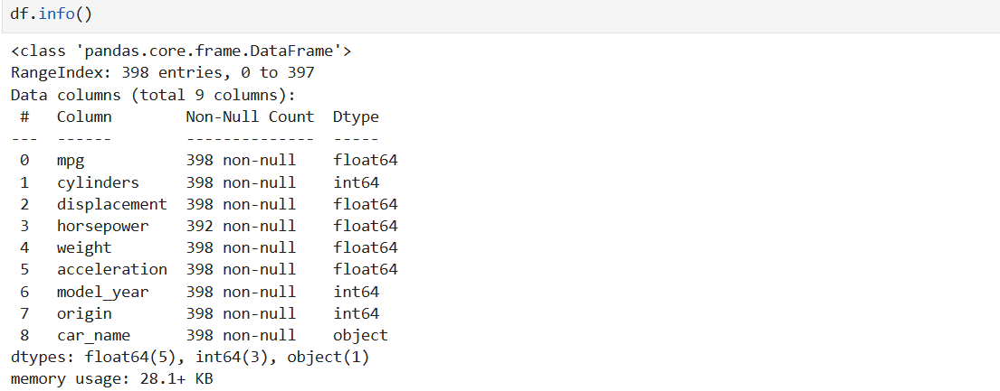 df.info()
<class 'pandas.core.frame.DataFrame'>
RangeIndex: 398 entries, 0 to 397
Data columns (total 9 columns):
 #   Column        Non-Null Count  Dtype
---  ------        --------------  -----
 0   mpg           398 non-null    float64
 1   cylinders     398 non-null    int64
 2   displacement  398 non-null    float64
 3   horsepower    392 non-null    float64
 4   weight        398 non-null    float64
 5   acceleration  398 non-null    float64
 6   model_year    398 non-null    int64
 7   origin        398 non-null    int64
 8   car_name      398 non-null    object
dtypes: float64(5), int64(3), object(1)
memory usage: 28.1+ KB